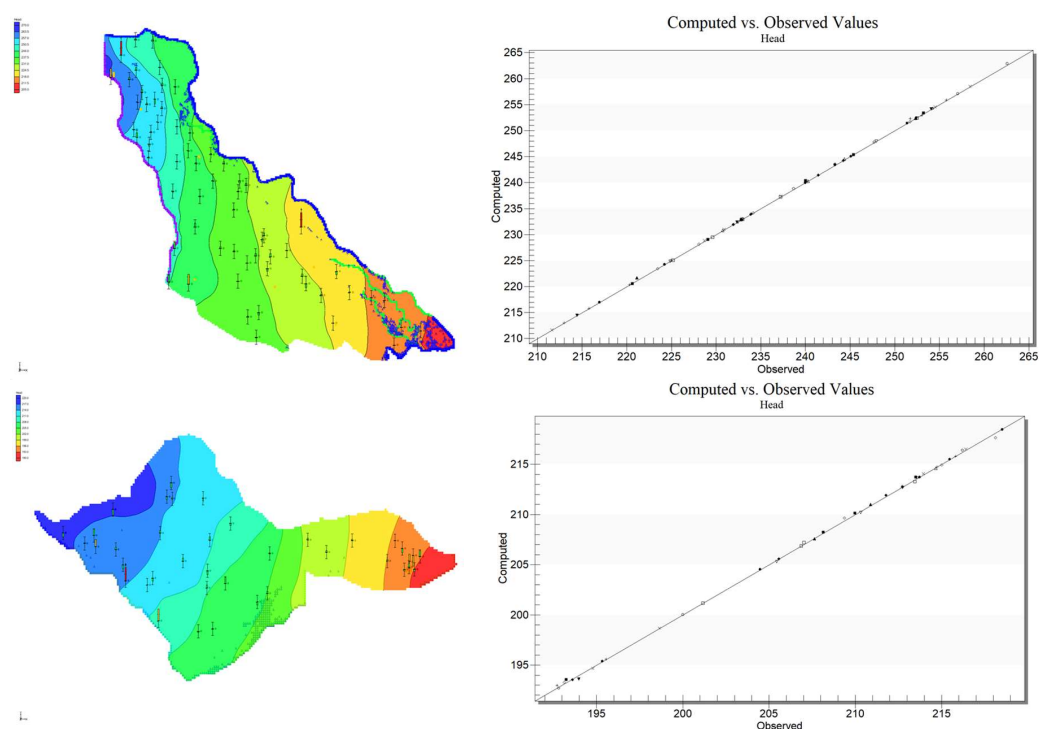 Computed vs. Observed Values
Head
265
260
255
250
245
240
235
230
225
220
215
210
Computed
210 215 220 225 230 235 240 245 250 255 260 265
Observed
Computed vs. Observed Values
Head
215
210
205
200
195
Computed
195 200 205 210 215
Observed